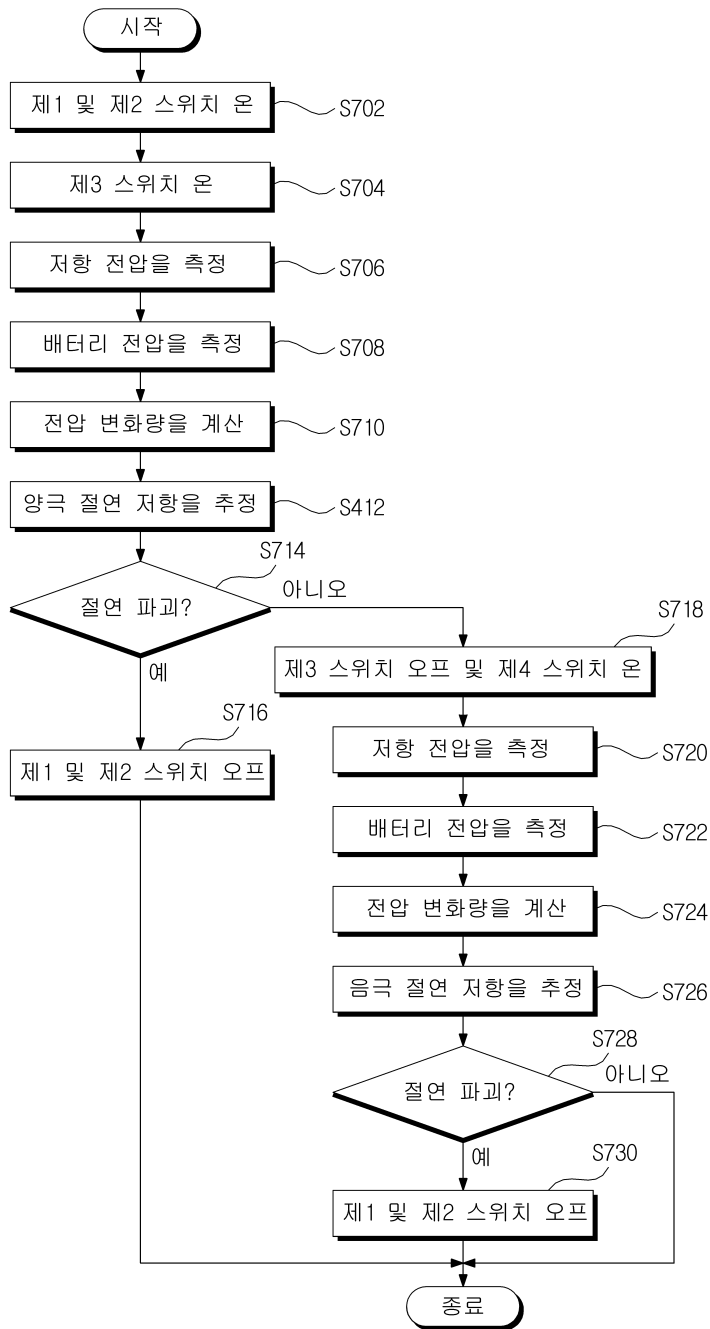 시작
제1 및 제2 스위치 온
S702
제3 스위치 온
S704
저항 전압을 측정
S706
배터리 전압을 측정
S708
전압 변화량을 계산
S710
양극 절연 저항을 추정
S412
S714
절연 파괴?
아니오
예
S718
제3 스위치 오프 및 제4 스위치 온
S716
제1 및 제2 스위치 오프
저항 전압을 측정
S720
배터리 전압을 측정
S722
전압 변화량을 계산
S724
음극 절연 저항을 추정
S726
S728
절연 파괴?
아니오
예
S730
제1 및 제2 스위치 오프
종료